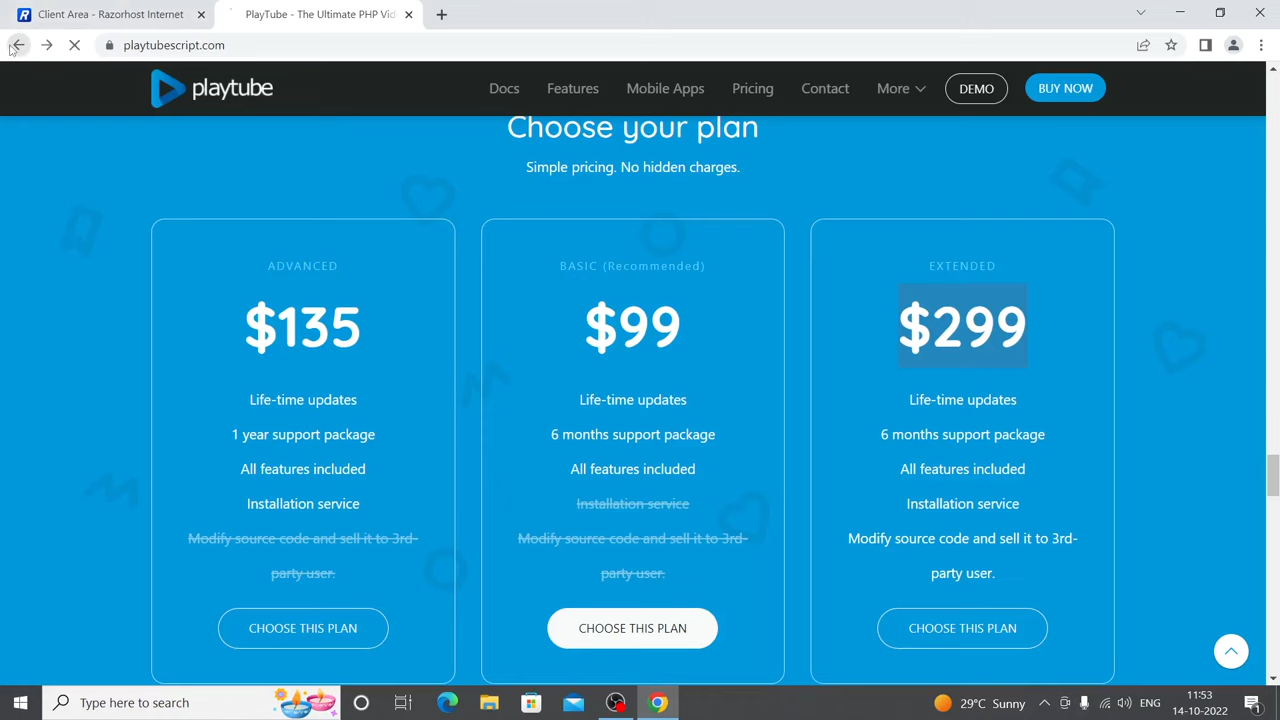 Client Area - Razorhost Internet
PlayTube - The Ultimate PHP Vid
playtubescript.com
playtube
Docs
Features
Mobile Apps
Pricing
Contact
More
DEMO
BUY NOW
Choose your plan
Simple pricing. No hidden charges.
ADVANCED
$135
Life-time updates
1 year support package
All features included
Installation service
Modify source code and sell it to 3rd-
party user.
CHOOSE THIS PLAN
BASIC (Recommended)
$99
Life-time updates
6 months support package
All features included
Installation service
Modify source code and sell it to 3rd-
party user.
CHOOSE THIS PLAN
EXTENDED
$299
Life-time updates
6 months support package
All features included
Installation service
Modify source code and sell it to 3rd-
party user.
CHOOSE THIS PLAN
Type here to search
29°C Sunny
ENG
11:53
14-10-2022
1